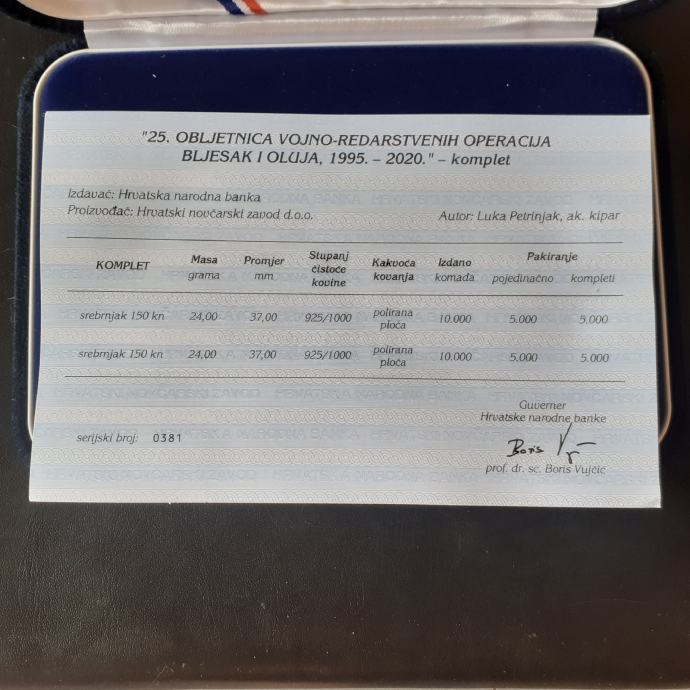 "25. OBLJETNICA VOJNO-REDARSTVENIH OPERACIJA
BLJESAK I OLUJA, 1995. – 2020." – komplet
Izdavač: Hrvatska narodna banka
Proizvođač: Hrvatski novčarski zavod d.o.o. Autor: Luka Petrinjak, ak. kipar
KOMPLET Masa grama Promjer mm Stupanj čistoće kovine Kakvoća kovanja Izdano komada Pakiranje pojedinačno kompleti
srebrnjak 150 kn 24,00 37,00 925/1000 polirana ploča 10.000 5.000 5.000
srebrnjak 150 kn 24,00 37,00 925/1000 polirana ploča 10.000 5.000 5.000
Guverner
Hrvatske narodne banke
serijski broj: 0381
Boris
prof. dr. sc. Boris Vujčić